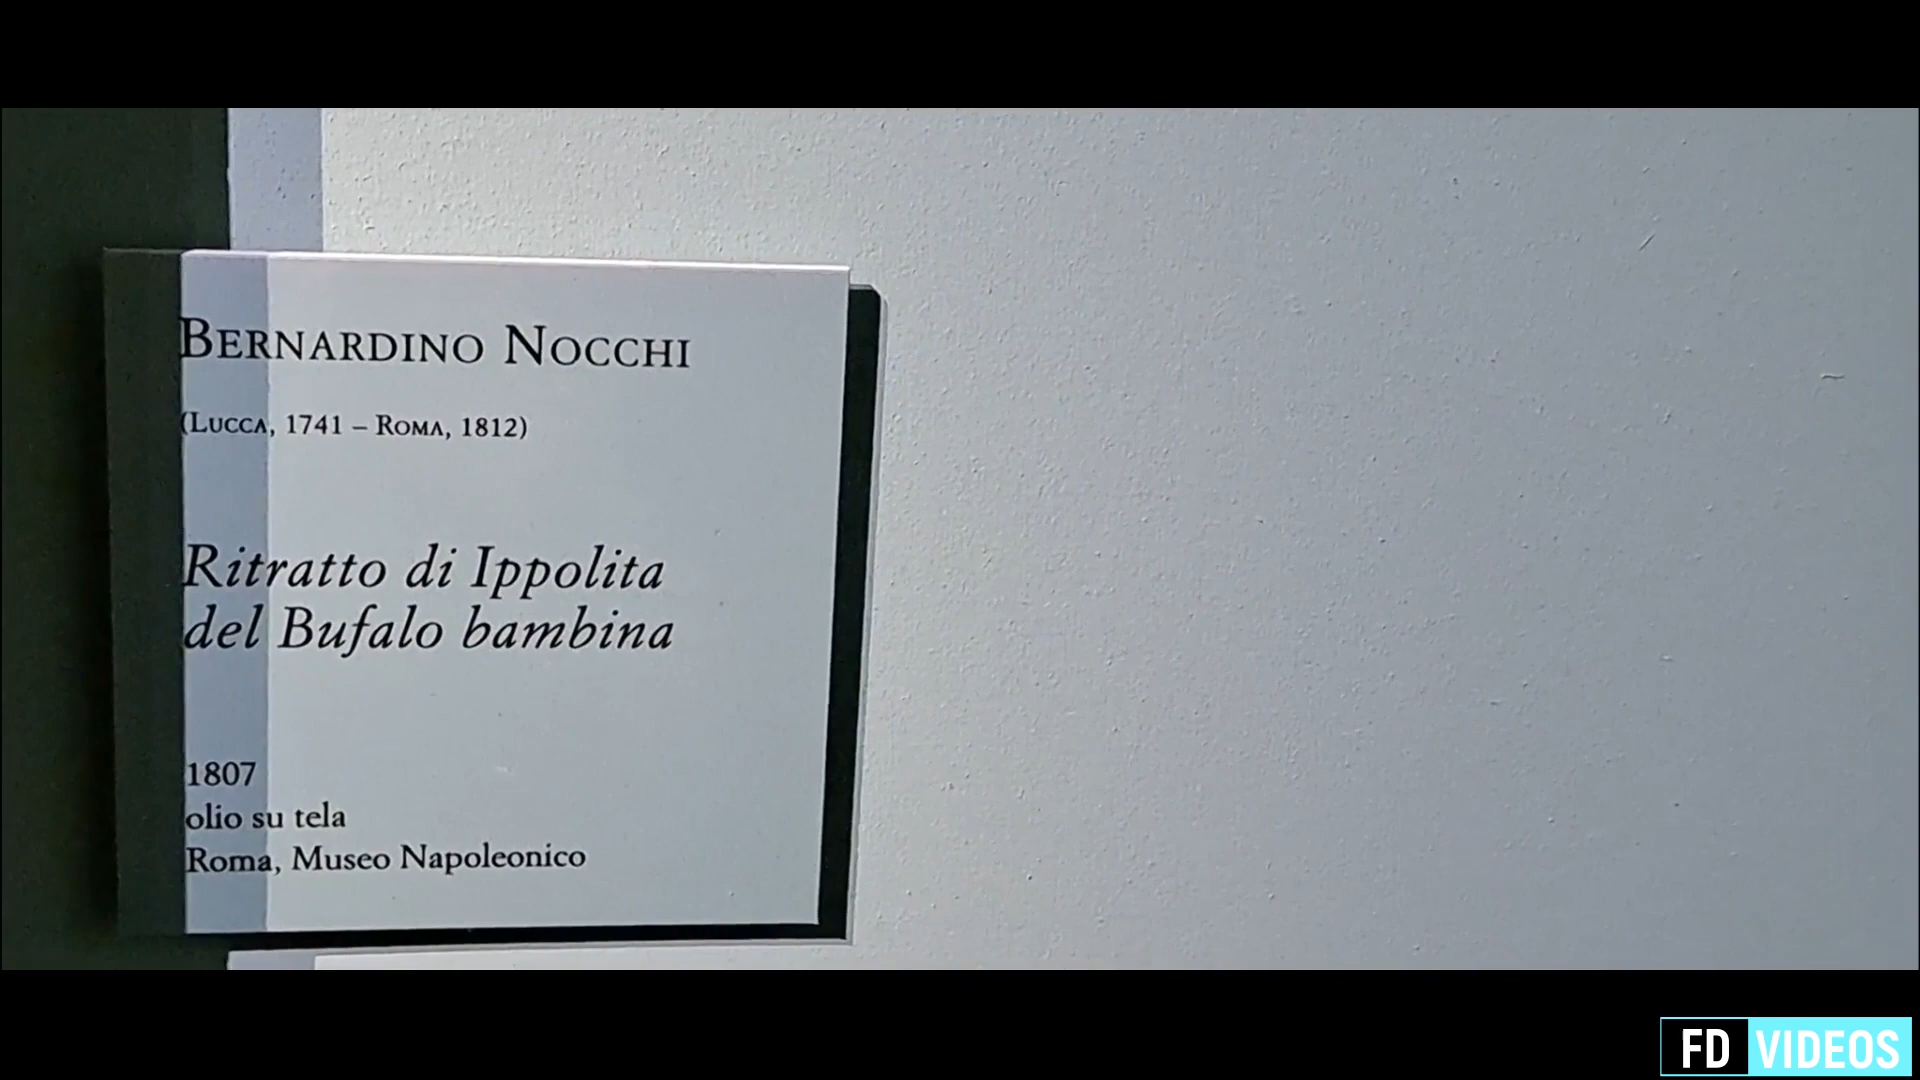 BERNARDINO NOCCHI
(LUCCA, 1741 – ROMA, 1812)
Ritratto di Ippolita
del Bufalo bambina
1807
olio su tela
Roma, Museo Napoleonico
FD VIDEOS